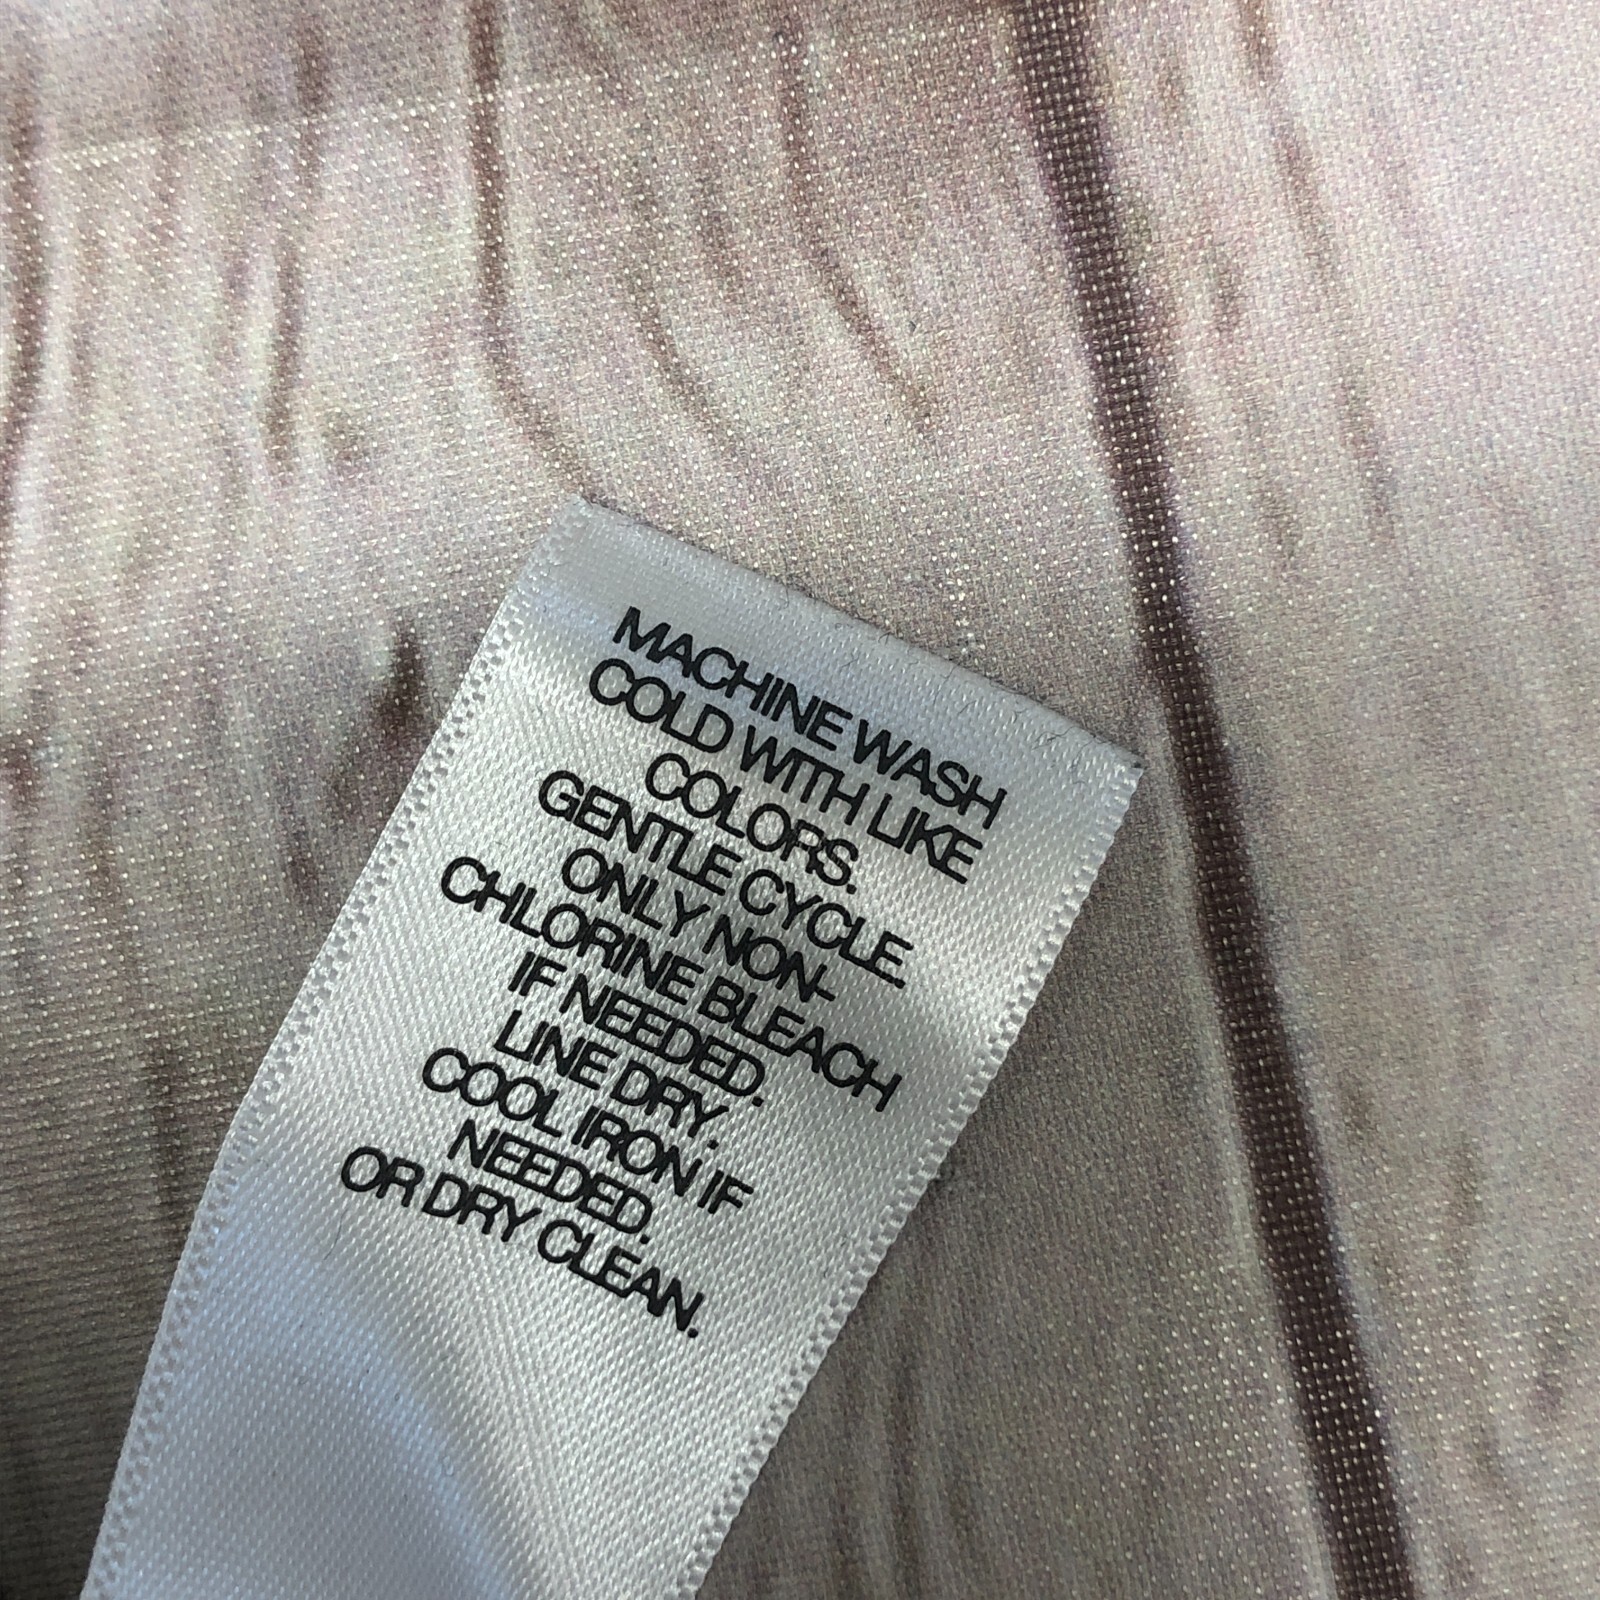 MACHINE WASH
COLD WITH LIKE
COLORS.
GENTLE CYCLE.
ONLY NON-
CHLORINE BLEACH
IF NEEDED.
LINE DRY.
COOL IRON IF
NEEDED.
OR DRY CLEAN.